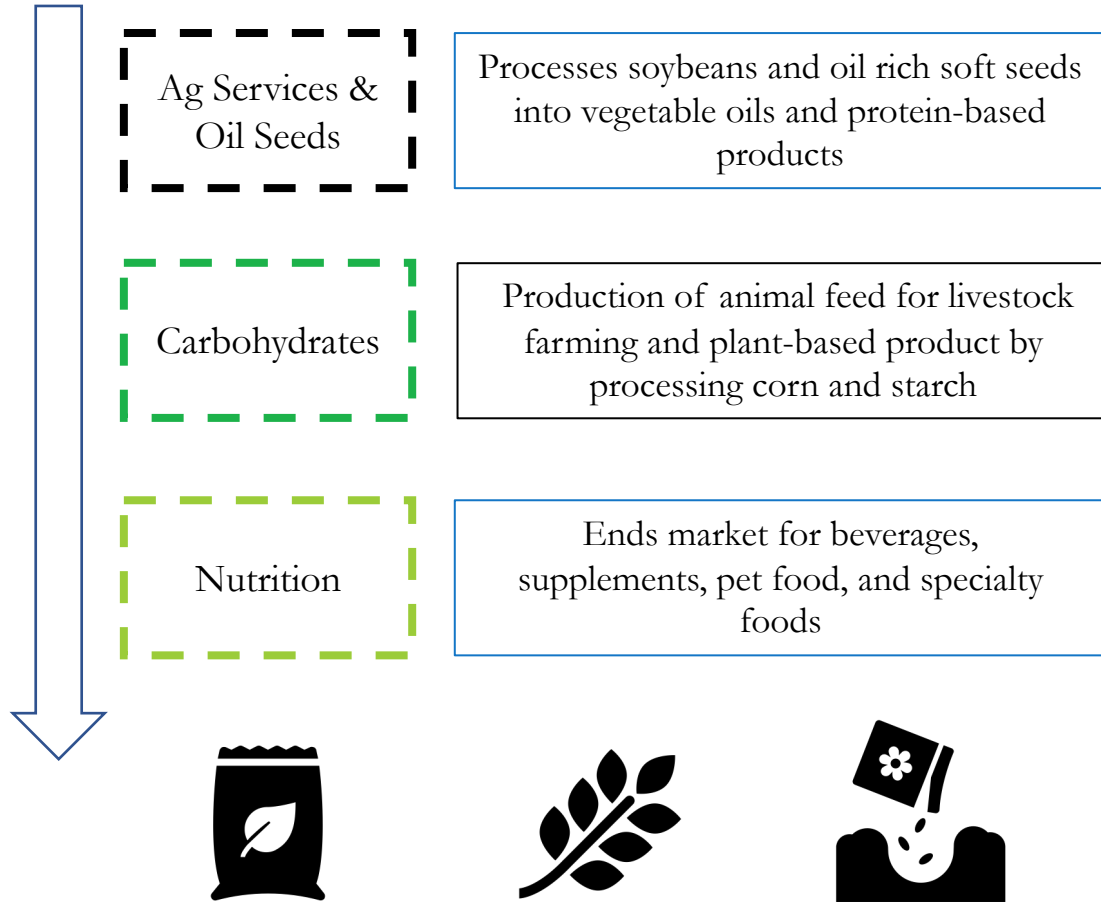 Ag Services &
Oil Seeds
Processes soybeans and oil rich soft seeds
into vegetable oils and protein-based
products
Carbohydrates
Production of animal feed for livestock
farming and plant-based product by
processing corn and starch
Nutrition
Ends market for beverages,
supplements, pet food, and specialty
foods